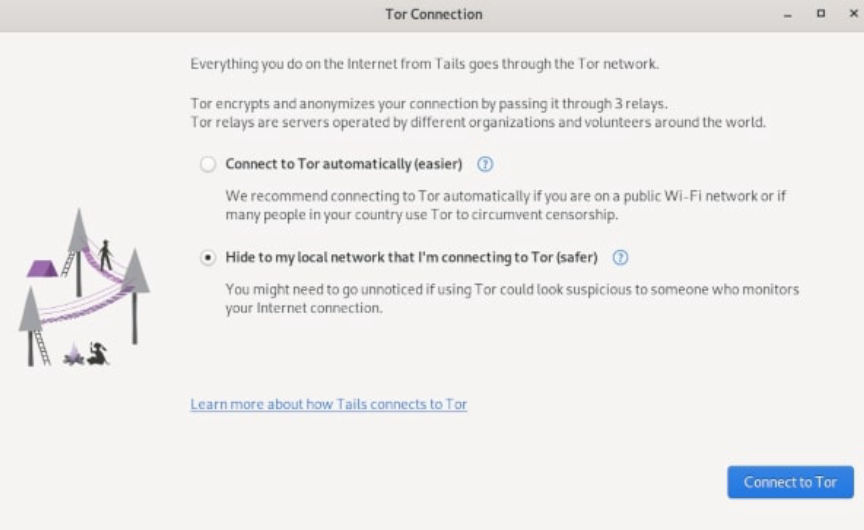 Tor Connection
Everything you do on the Internet from Tails goes through the Tor network.
Tor encrypts and anonymizes your connection by passing it through 3 relays.
Tor relays are servers operated by different organizations and volunteers around the world.
Connect to Tor automatically (easier) ?
We recommend connecting to Tor automatically if you are on a public Wi-Fi network or if
many people in your country use Tor to circumvent censorship.
Hide to my local network that I'm connecting to Tor (safer) ?
You might need to go unnoticed if using Tor could look suspicious to someone who monitors
your Internet connection.
Learn more about how Tails connects to Tor
Connect to Tor